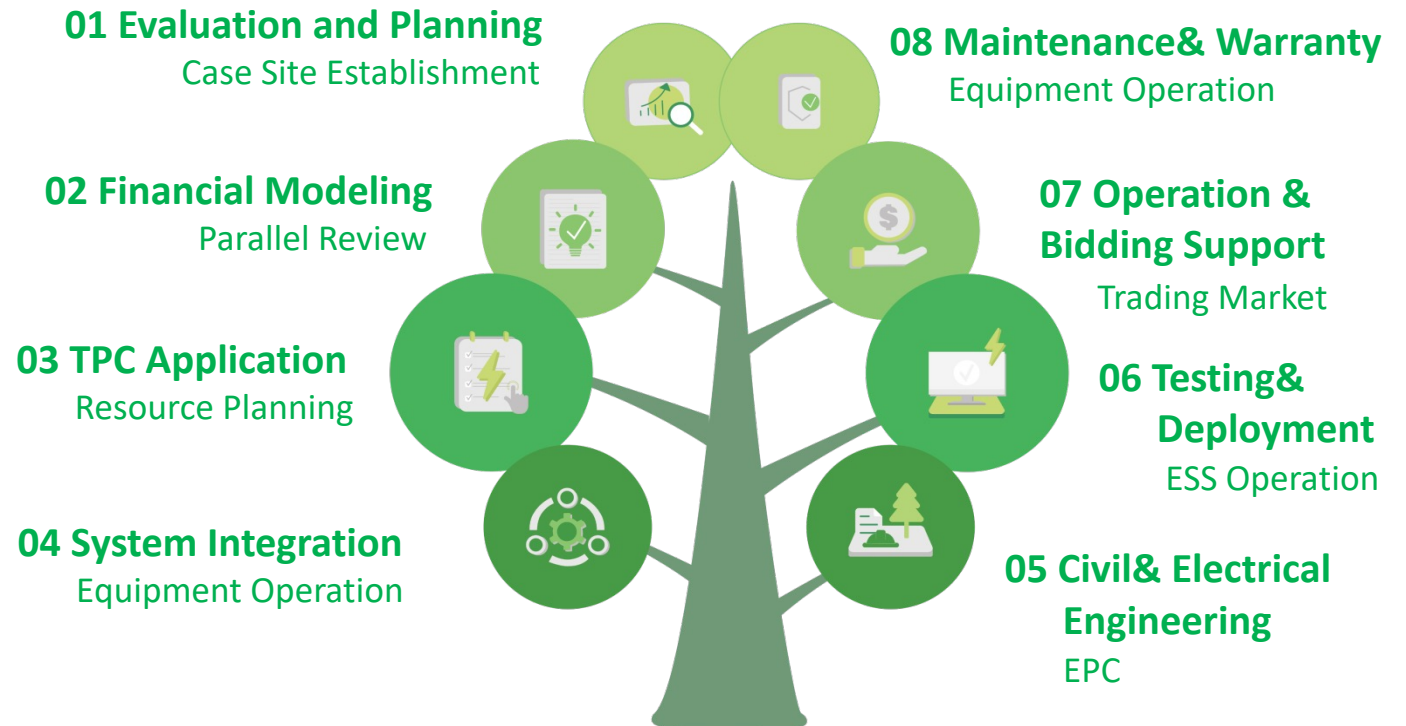 01 Evaluation and Planning
Case Site Establishment
02 Financial Modeling
Parallel Review
03 TPC Application
Resource Planning
04 System Integration
Equipment Operation
05 Civil& Electrical
Engineering
EPC
06 Testing&
Deployment
ESS Operation
07 Operation &
Bidding Support
Trading Market
08 Maintenance& Warranty
Equipment Operation
$